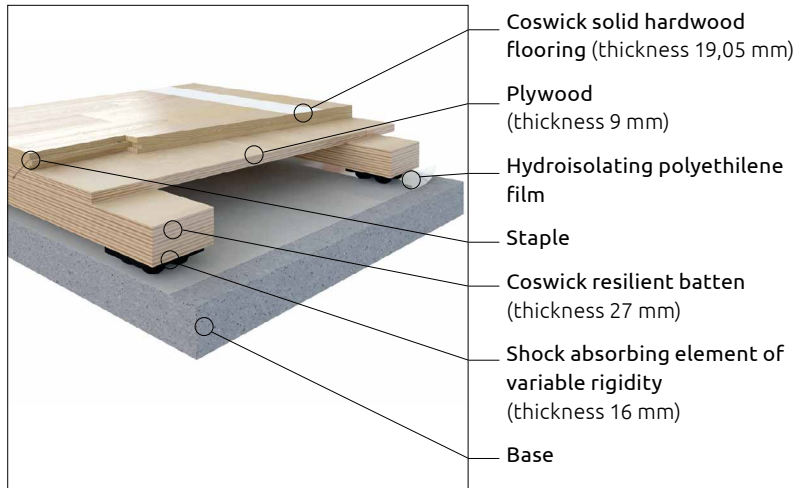 Coswick solid hardwood
flooring (thickness 19,05 mm)
Plywood
(thickness 9 mm)
Hydroisolating polyethilene
film
Staple
Coswick resilient batten
(thickness 27 mm)
Shock absorbing element of
variable rigidity
(thickness 16 mm)
Base